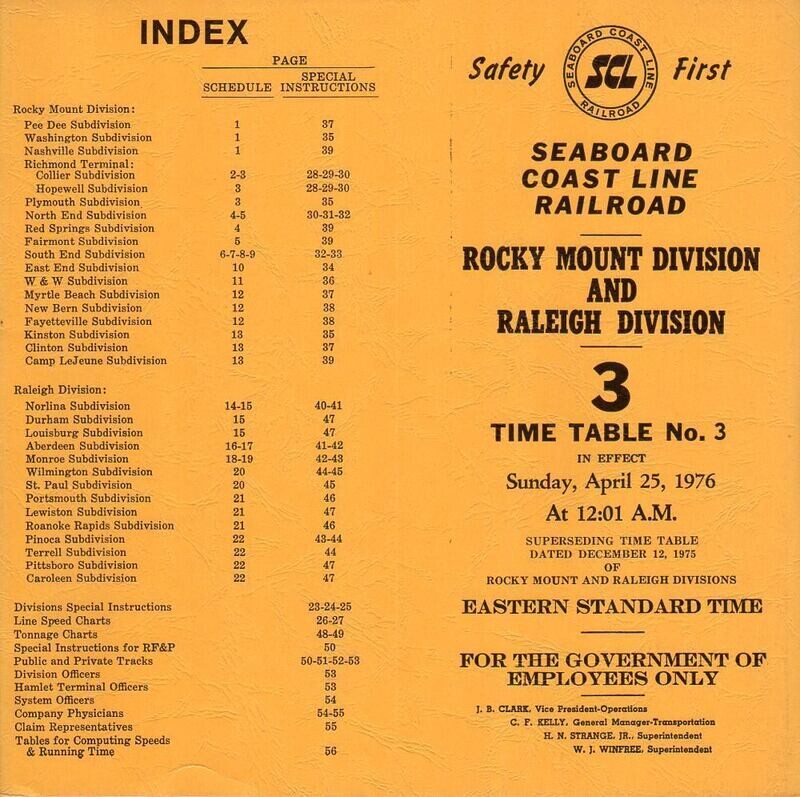 INDEX
PAGE
SCHEDULE SPECIAL INSTRUCTIONS
Rocky Mount Division:
Pee Dee Subdivision 1 37
Washington Subdivision 1 35
Nashville Subdivision 1 39
Richmond Terminal:
Collier Subdivision 2-3 28-29-30
Hopewell Subdivision 3 28-29-30
Plymouth Subdivision 3 35
North End Subdivision 4-5 30-31-32
Red Springs Subdivision 4 39
Fairmont Subdivision 5 39
South End Subdivision 6-7-8-9 32-33
East End Subdivision 10 34
W & W Subdivision 11 36
Myrtle Beach Subdivision 12 37
New Bern Subdivision 12 38
Fayetteville Subdivision 12 38
Kinston Subdivision 13 35
Clinton Subdivision 13 37
Camp LeJeune Subdivision 13 39
Raleigh Division:
Norlina Subdivision 14-15 40-41
Durham Subdivision 15 47
Louisburg Subdivision 15 47
Aberdeen Subdivision 16-17 41-42
Monroe Subdivision 18-19 42-43
Wilmington Subdivision 20 44-45
St. Paul Subdivision 20 45
Portsmouth Subdivision 21 46
Lewiston Subdivision 21 47
Roanoke Rapids Subdivision 21 46
Pinoca Subdivision 22 43-44
Terrell Subdivision 22 44
Pittsboro Subdivision 22 47
Caroleen Subdivision 22 47
Divisions Special Instructions 23-24-25
Line Speed Charts 26-27
Tonnage Charts 48-49
Special Instructions for RF&P 50
Public and Private Tracks 50-51-52-53
Division Officers 53
Hamlet Terminal Officers 53
System Officers 54
Company Physicians 54-55
Claim Representatives 55
Tables for Computing Speeds
& Running Time 56
Safety First
SEABOARD COAST LINE
SCL
RAILROAD
SEABOARD
COAST LINE
RAILROAD
ROCKY MOUNT DIVISION
AND
RALEIGH DIVISION
3
TIME TABLE No. 3
IN EFFECT
Sunday, April 25, 1976
At 12:01 A.M.
SUPERSEDING TIME TABLE
DATED DECEMBER 12, 1975
OF
ROCKY MOUNT AND RALEIGH DIVISIONS
EASTERN STANDARD TIME
FOR THE GOVERNMENT OF
EMPLOYEES ONLY
J. B. CLARK, Vice President-Operations
C. F. KELLY, General Manager-Transportation
H. N. STRANGE, JR., Superintendent
W. J. WINFREE, Superintendent